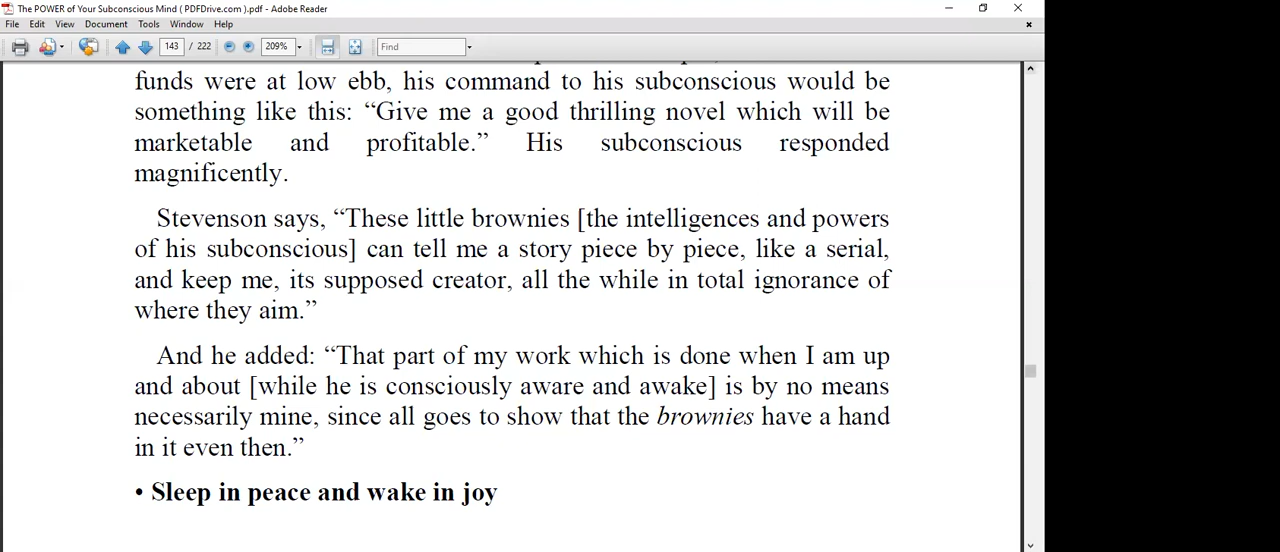 The POWER of Your Subconscious Mind ( PDFDrive.com ).pdf - Adobe Reader
File Edit View Document Tools Window Help
143 / 222 209% Find
funds were at low ebb, his command to his subconscious would be
something like this: “Give me a good thrilling novel which will be
marketable and profitable.” His subconscious responded
magnificently.
Stevenson says, “These little brownies [the intelligences and powers
of his subconscious] can tell me a story piece by piece, like a serial,
and keep me, its supposed creator, all the while in total ignorance of
where they aim.”
And he added: “That part of my work which is done when I am up
and about [while he is consciously aware and awake] is by no means
necessarily mine, since all goes to show that the brownies have a hand
in it even then.”
• Sleep in peace and wake in joy